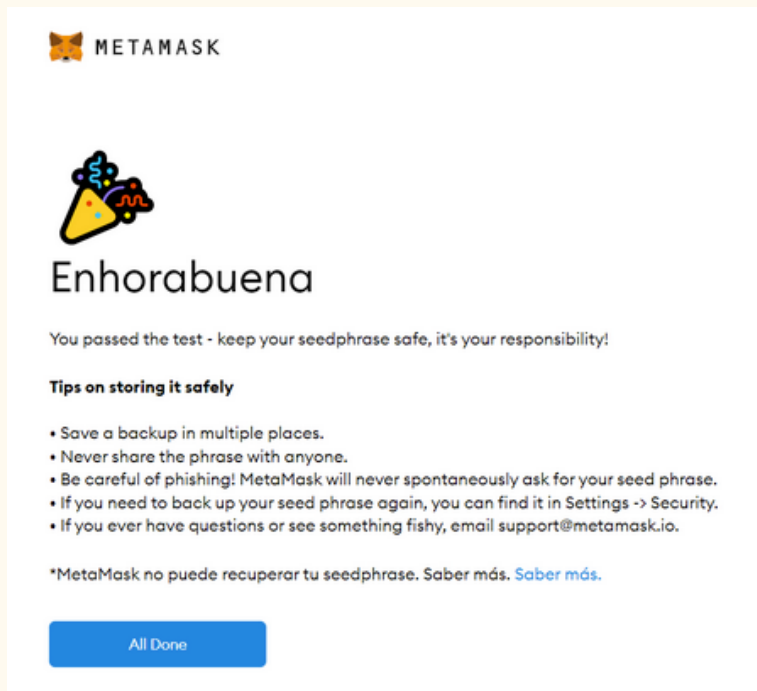 METAMASK
Enhorabuena
You passed the test - keep your seedphrase safe, it's your responsibility!
Tips on storing it safely
• Save a backup in multiple places.
• Never share the phrase with anyone.
• Be careful of phishing! MetaMask will never spontaneously ask for your seed phrase.
• If you need to back up your seed phrase again, you can find it in Settings -> Security.
• If you ever have questions or see something fishy, email support@metamask.io.
*MetaMask no puede recuperar tu seedphrase. Saber más. Saber más.
All Done